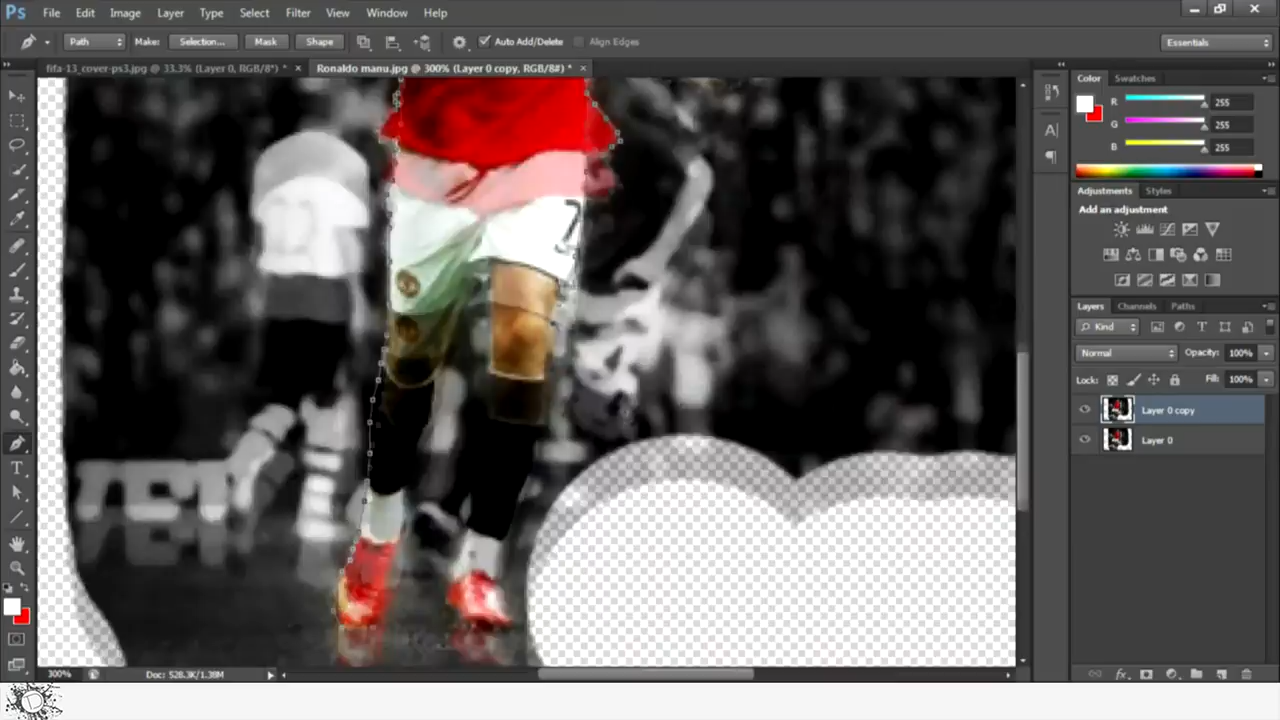 Ps File Edit Image Layer Type Select Filter View Window Help
Path Make: Selection... Mask Shape Auto Add/Delete Align Edges Essentials
fifa-13_cover-ps3.jpg @ 33.3% (Layer 0, RGB/8*) * × Ronaldo manu.jpg @ 300% (Layer 0 copy, RGB/8#) * ×
Color Swatches
R 255
G 255
B 255
Adjustments Styles
Add an adjustment
Layers Channels Paths
Kind
Normal Opacity: 100%
Lock: Fill: 100%
Layer 0 copy
Layer 0
7
300% Doc: 528.3K/1.38M